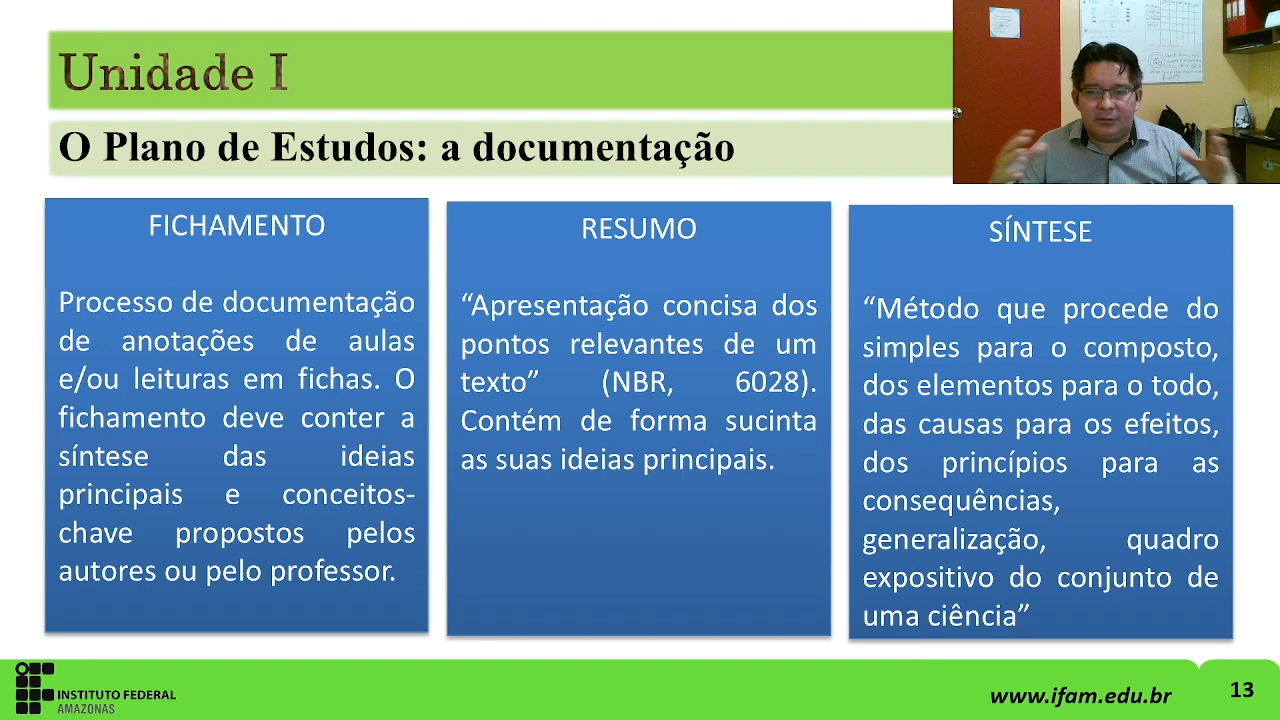 Unidade I
O Plano de Estudos: a documentação
FICHAMENTO
Processo de documentação
de anotações de aulas
e/ou leituras em fichas. O
fichamento deve conter a
síntese das ideias
principais e conceitos-
chave propostos pelos
autores ou pelo professor.
RESUMO
“Apresentação concisa dos
pontos relevantes de um
texto” (NBR, 6028).
Contém de forma sucinta
as suas ideias principais.
SÍNTESE
“Método que procede do
simples para o composto,
dos elementos para o todo,
das causas para os efeitos,
dos princípios para as
consequências,
generalização, quadro
expositivo do conjunto de
uma ciência”
INSTITUTO FEDERAL
AMAZONAS
www.ifam.edu.br
13